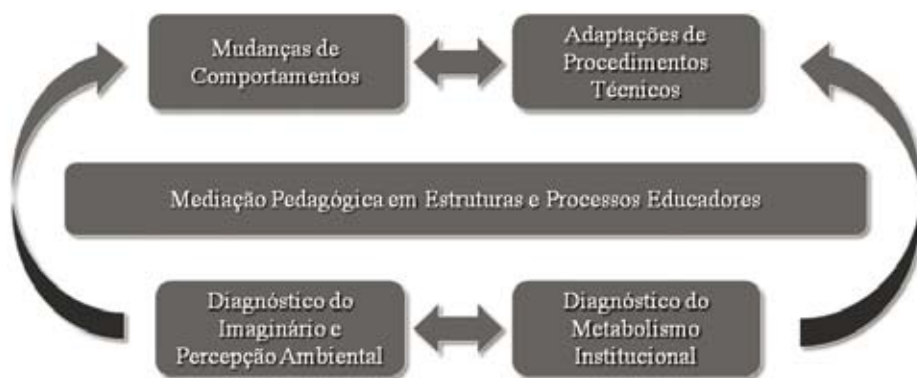 Mudanças de
Comportamentos
Adaptações de
Procedimentos
Técnicos
Mediação Pedagógica em Estruturas e Processos Educadores
Diagnóstico do
Imaginário e
Percepção Ambiental
Diagnóstico do
Metabolismo
Institucional